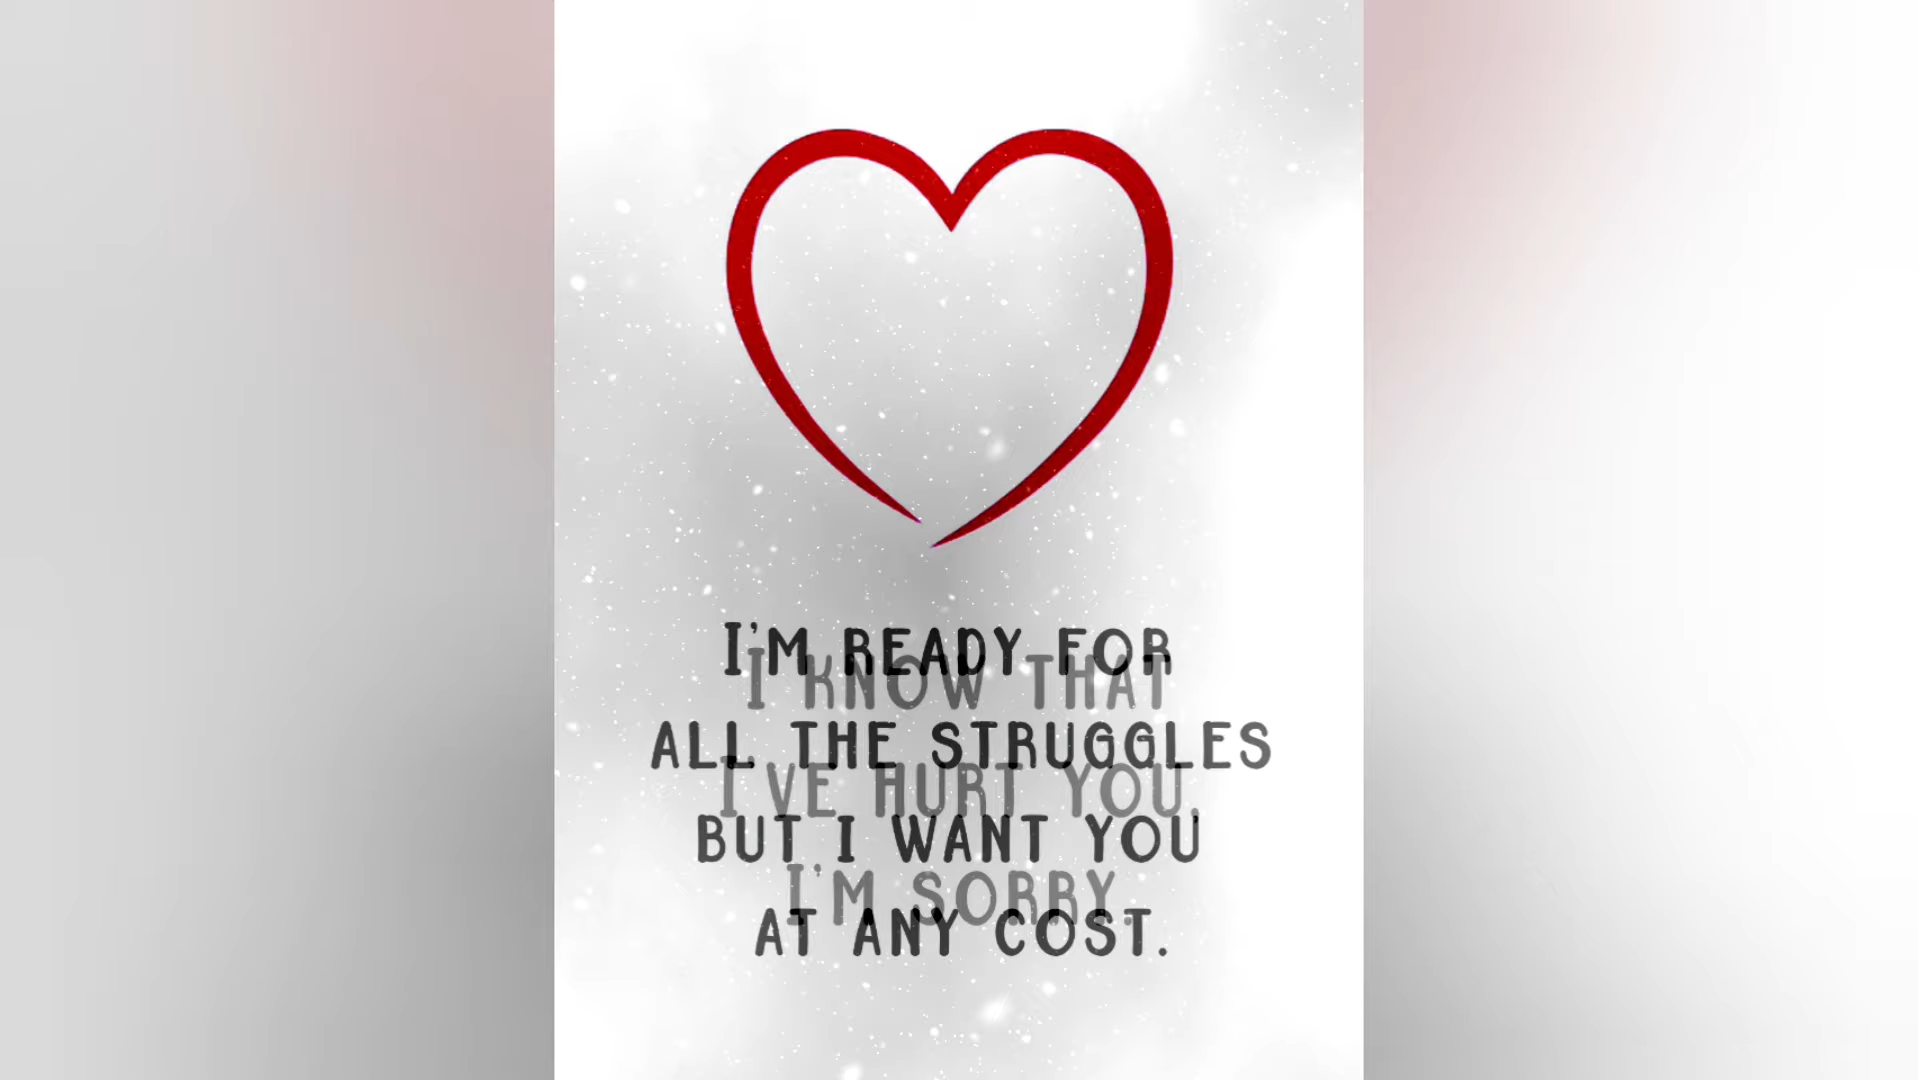 I'M READY FOR
ALL THE STRUGGLES
BUT I WANT YOU
AT ANY COST.
I KNOW THAT
I'VE HURT YOU,
I'M SORRY.